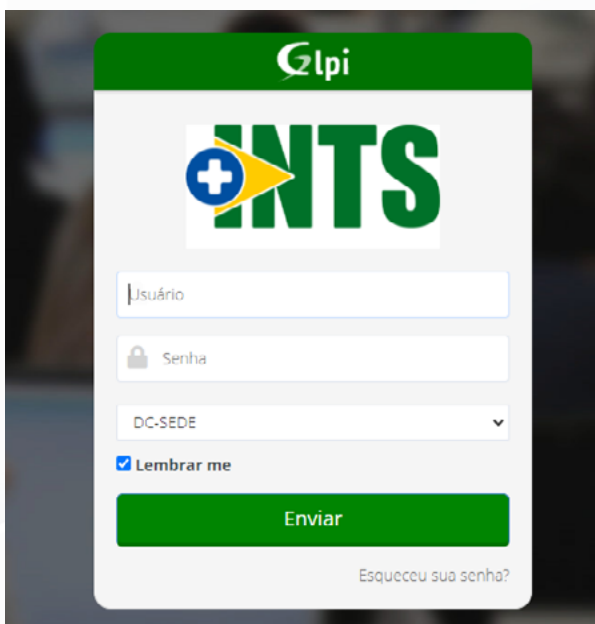 Glpi
INTS
Usuário
Senha
DC-SEDE
Lembrar me
Enviar
Esqueceu sua senha?